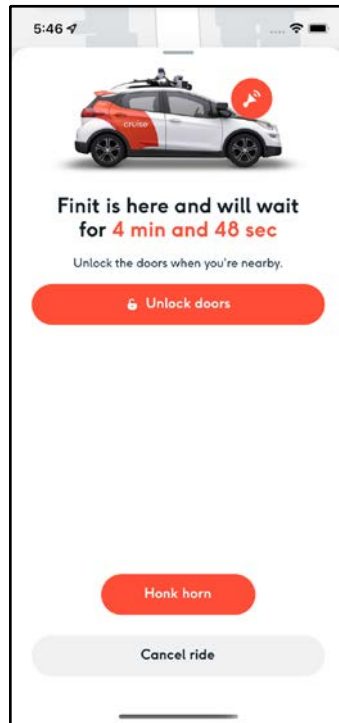 5:46
cruise
Finit is here and will wait
for 4 min and 48 sec
Unlock the doors when you're nearby.
Unlock doors
Honk horn
Cancel ride